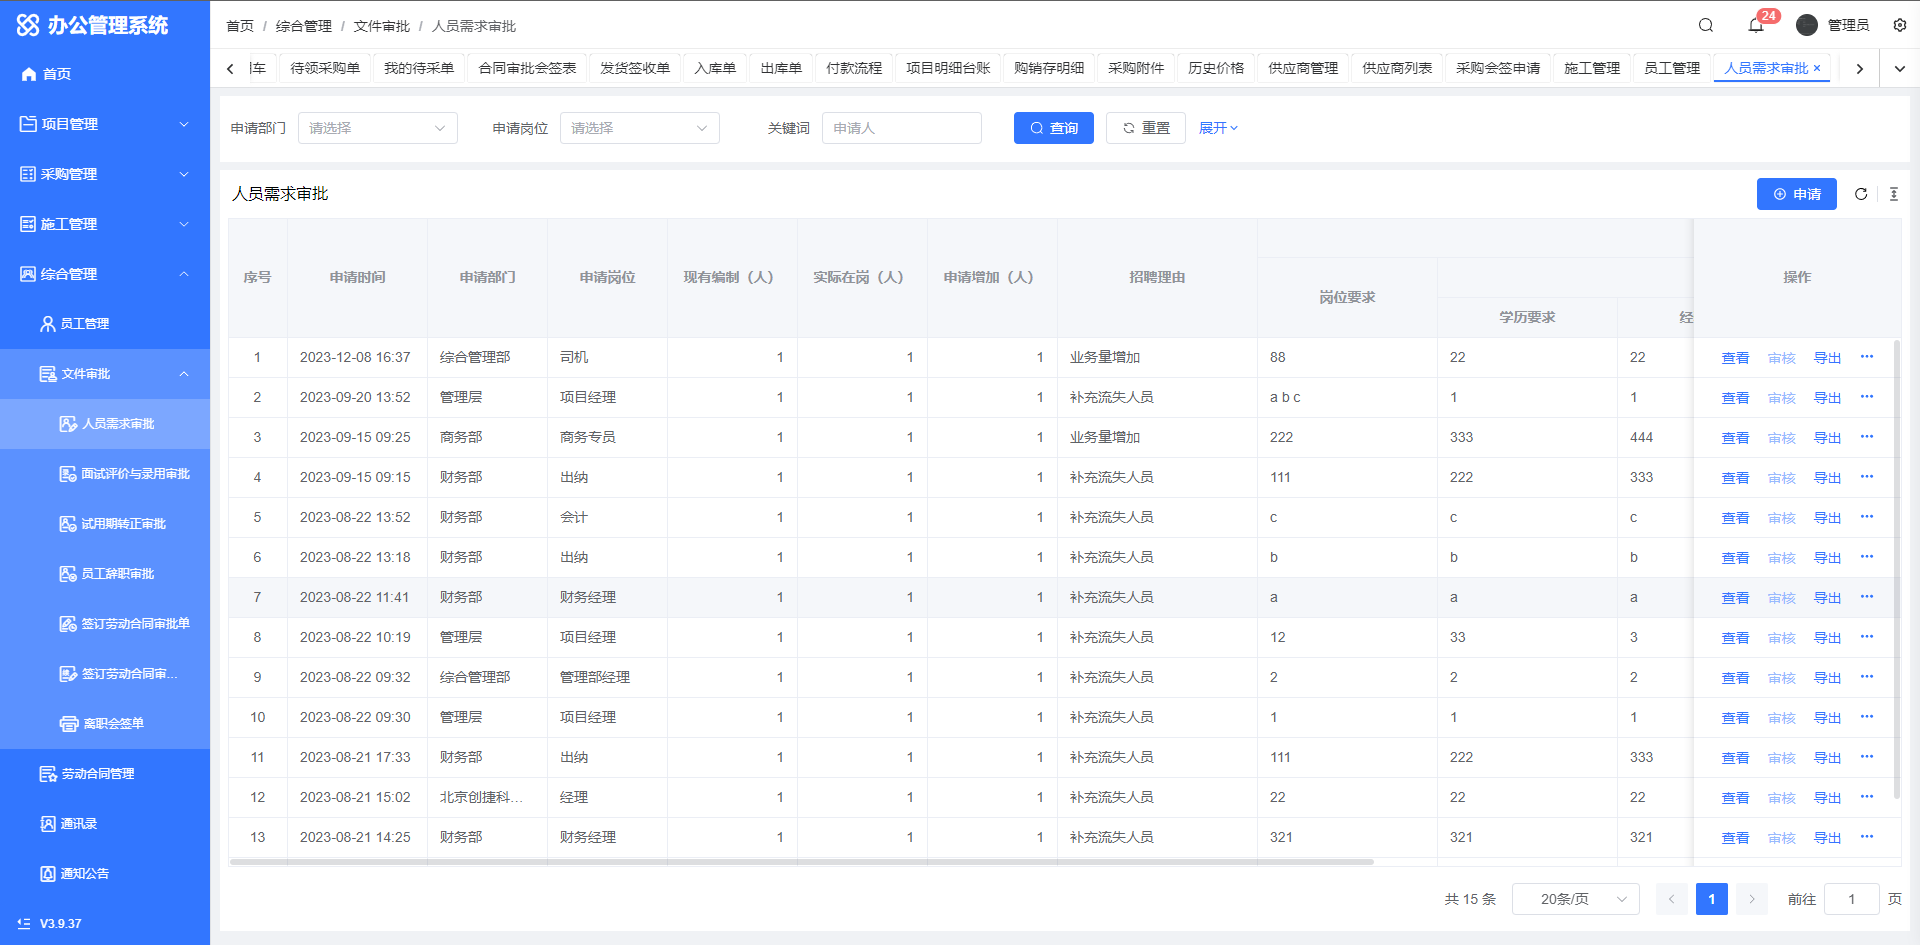 办公管理系统
首页
项目管理
采购管理
施工管理
综合管理
员工管理
文件审批
人员需求审批
面试评价与录用审批
试用期转正审批
员工辞职审批
签订劳动合同审批单
签订劳动合同审...
离职会签单
劳动合同管理
通讯录
通知公告
V3.9.37
首页 / 综合管理 / 文件审批 / 人员需求审批
24 管理员
车 待领采购单 我的待采单 合同审批会签表 发货签收单 入库单 出库单 付款流程 项目明细台账 购销存明细 采购附件 历史价格 供应商管理 供应商列表 采购会签申请 施工管理 员工管理 人员需求审批 ×
申请部门 请选择 申请岗位 请选择 关键词 申请人 查询 重置 展开
人员需求审批 申请
序号 申请时间 申请部门 申请岗位 现有编制（人） 实际在岗（人） 申请增加（人） 招聘理由 岗位要求 学历要求 经 操作
1 2023-12-08 16:37 综合管理部 司机 1 1 1 业务量增加 88 22 22 查看 审核 导出 ...
2 2023-09-20 13:52 管理层 项目经理 1 1 1 补充流失人员 a b c 1 1 查看 审核 导出 ...
3 2023-09-15 09:25 商务部 商务专员 1 1 1 业务量增加 222 333 444 查看 审核 导出 ...
4 2023-09-15 09:15 财务部 出纳 1 1 1 补充流失人员 111 222 333 查看 审核 导出 ...
5 2023-08-22 13:52 财务部 会计 1 1 1 补充流失人员 c c c 查看 审核 导出 ...
6 2023-08-22 13:18 财务部 出纳 1 1 1 补充流失人员 b b b 查看 审核 导出 ...
7 2023-08-22 11:41 财务部 财务经理 1 1 1 补充流失人员 a a a 查看 审核 导出 ...
8 2023-08-22 10:19 管理层 项目经理 1 1 1 补充流失人员 12 33 3 查看 审核 导出 ...
9 2023-08-22 09:32 综合管理部 管理部经理 1 1 1 补充流失人员 2 2 2 查看 审核 导出 ...
10 2023-08-22 09:30 管理层 项目经理 1 1 1 补充流失人员 1 1 1 查看 审核 导出 ...
11 2023-08-21 17:33 财务部 出纳 1 1 1 补充流失人员 111 222 333 查看 审核 导出 ...
12 2023-08-21 15:02 北京创捷科... 经理 1 1 1 补充流失人员 22 22 22 查看 审核 导出 ...
13 2023-08-21 14:25 财务部 财务经理 1 1 1 补充流失人员 321 321 321 查看 审核 导出 ...
共 15 条 20条/页 1 前往 1 页